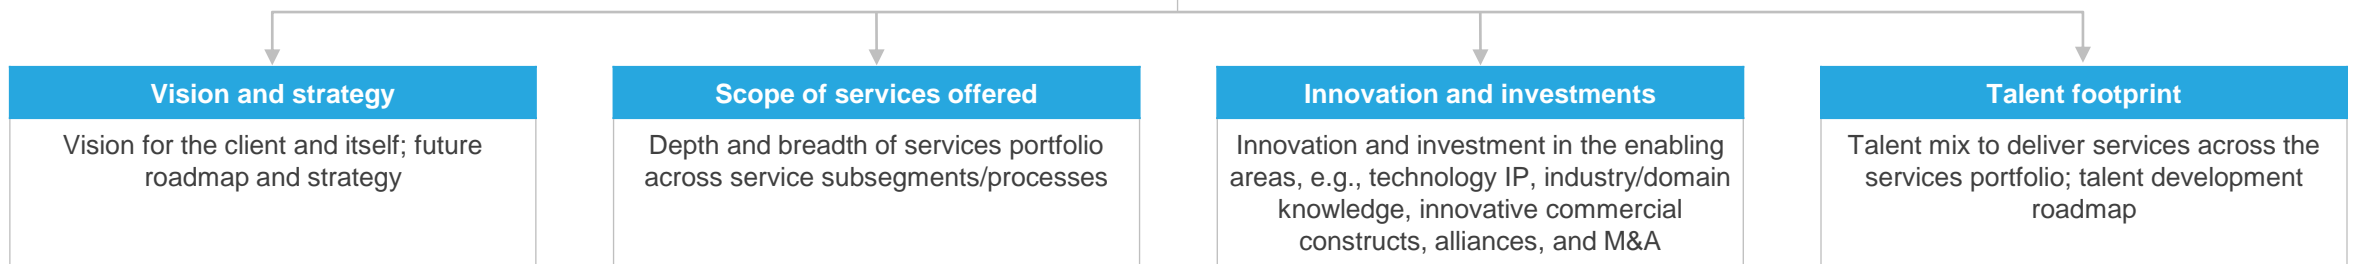 Vision and strategy
Vision for the client and itself; future
roadmap and strategy
Scope of services offered
Depth and breadth of services portfolio
across service subsegments/processes
Innovation and investments
Innovation and investment in the enabling
areas, e.g., technology IP, industry/domain
knowledge, innovative commercial
constructs, alliances, and M&A
Talent footprint
Talent mix to deliver services across the
services portfolio; talent development
roadmap